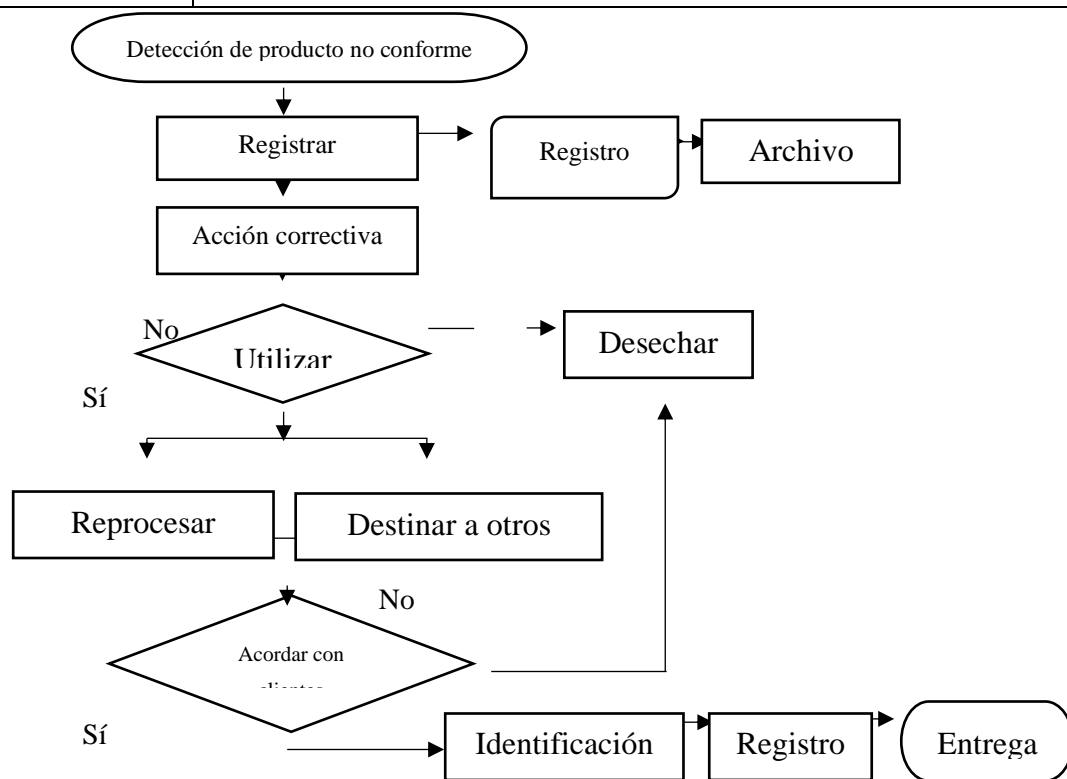 Detección de producto no conforme
Registrar
Registro
Archivo
Acción correctiva
No
Utilizar
Desechar
Sí
Reprocesar
Destinar a otros
No
Acordar con
clientes
Sí
Identificación
Registro
Entrega